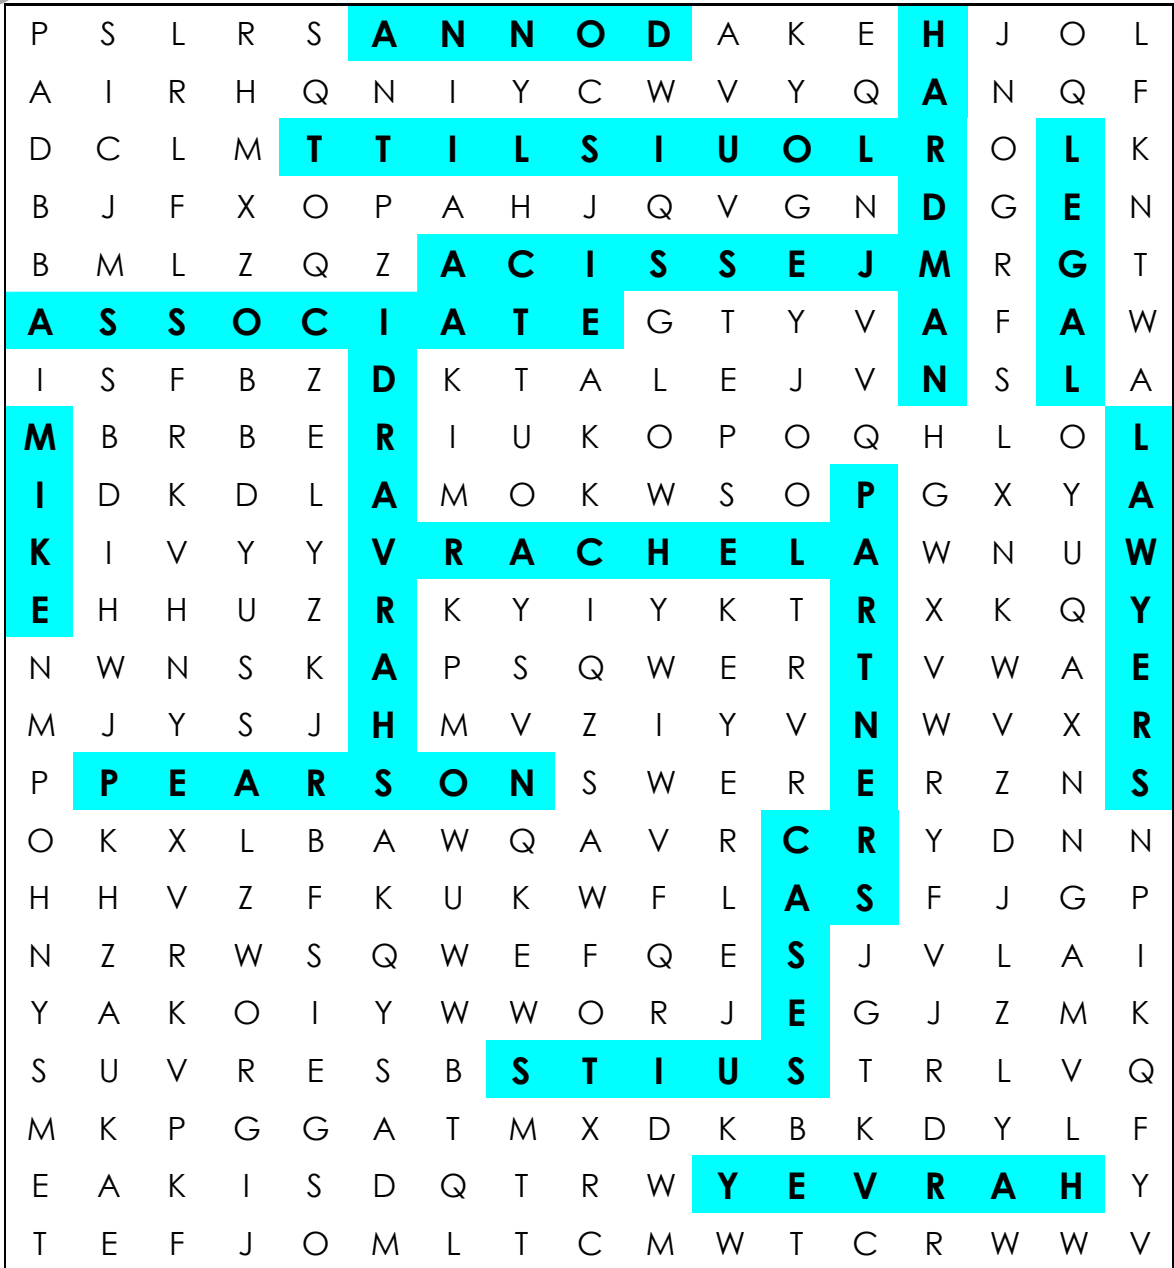 P S L R S A N N O D A K E H J O L
A I R H Q N I Y C W V Y Q A N Q F
D C L M T T I L S I U O L R O L K
B J F X O P A H J Q V G N D G E N
B M L Z Q Z A C I S S E J M R G T
A S S O C I A T E G T Y V A F A W
I S F B Z D K T A L E J V N S L A
M B R B E R I U K O P O Q H L O L
I D K D L A M O K W S O P G X Y A
K I V Y Y V R A C H E L A W N U W
E H H U Z R K Y I Y K T R X K Q Y
N W N S K A P S Q W E R T V W A E
M J Y S J H M V Z I Y V N W V X R
P P E A R S O N S W E R E R Z N S
O K X L B A W Q A V R C R Y D N N
H H V Z F K U K W F L A S F J G P
N Z R W S Q W E F Q E S J V L A I
Y A K O I Y W W O R J E G J Z M K
S U V R E S B S T I U S T R L V Q
M K P G G A T M X D K B K D Y L F
E A K I S D Q T R W Y E V R A H Y
T E F J O M L T C M W T C R W W V